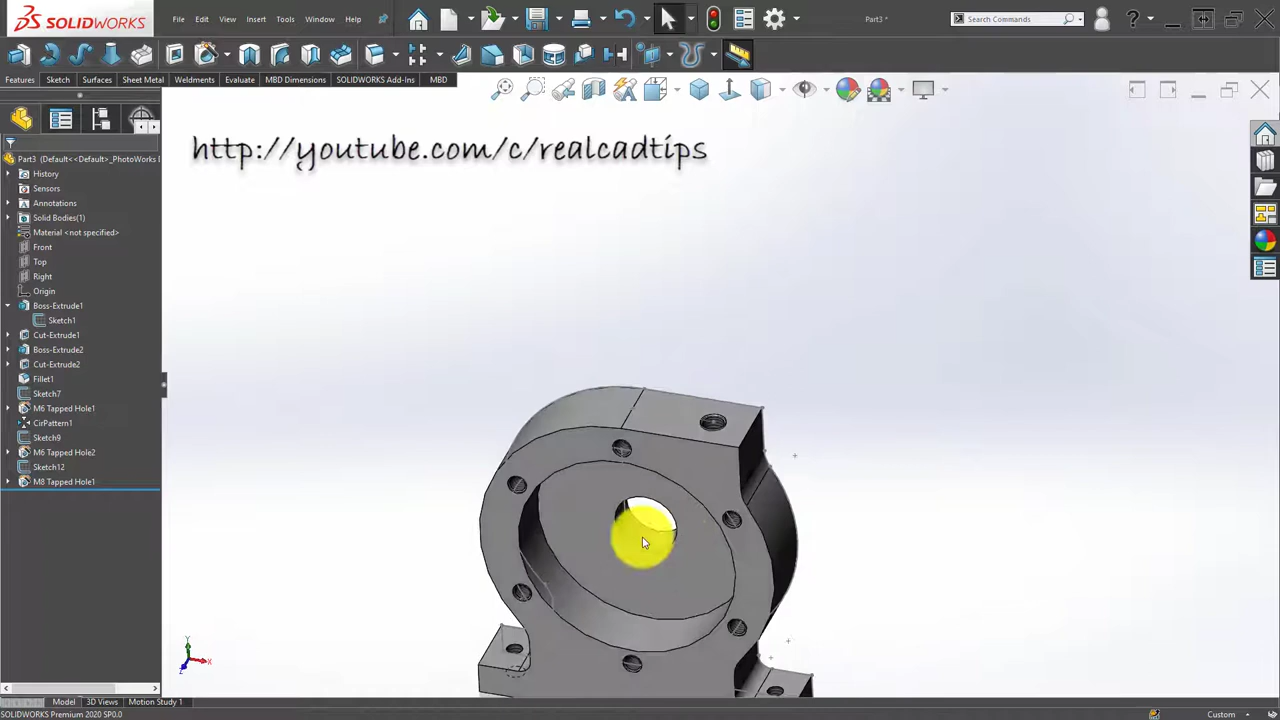 SOLIDWORKS File Edit View Insert Tools Window Help Part3 * Search Commands
Features Sketch Surfaces Sheet Metal Weldments Evaluate MBD Dimensions SOLIDWORKS Add-Ins MBD
http://youtube.com/c/realcadtips
Part3 (Default<<Default>_PhotoWorks
History
Sensors
Annotations
Solid Bodies(1)
Material <not specified>
Front
Top
Right
Origin
Boss-Extrude1
Sketch1
Cut-Extrude1
Boss-Extrude2
Cut-Extrude2
Fillet1
Sketch7
M6 Tapped Hole1
CirPattern1
Sketch9
M6 Tapped Hole2
Sketch12
M8 Tapped Hole1
Y
X
Z
Model 3D Views Motion Study 1
SOLIDWORKS Premium 2020 SP0.0 Custom